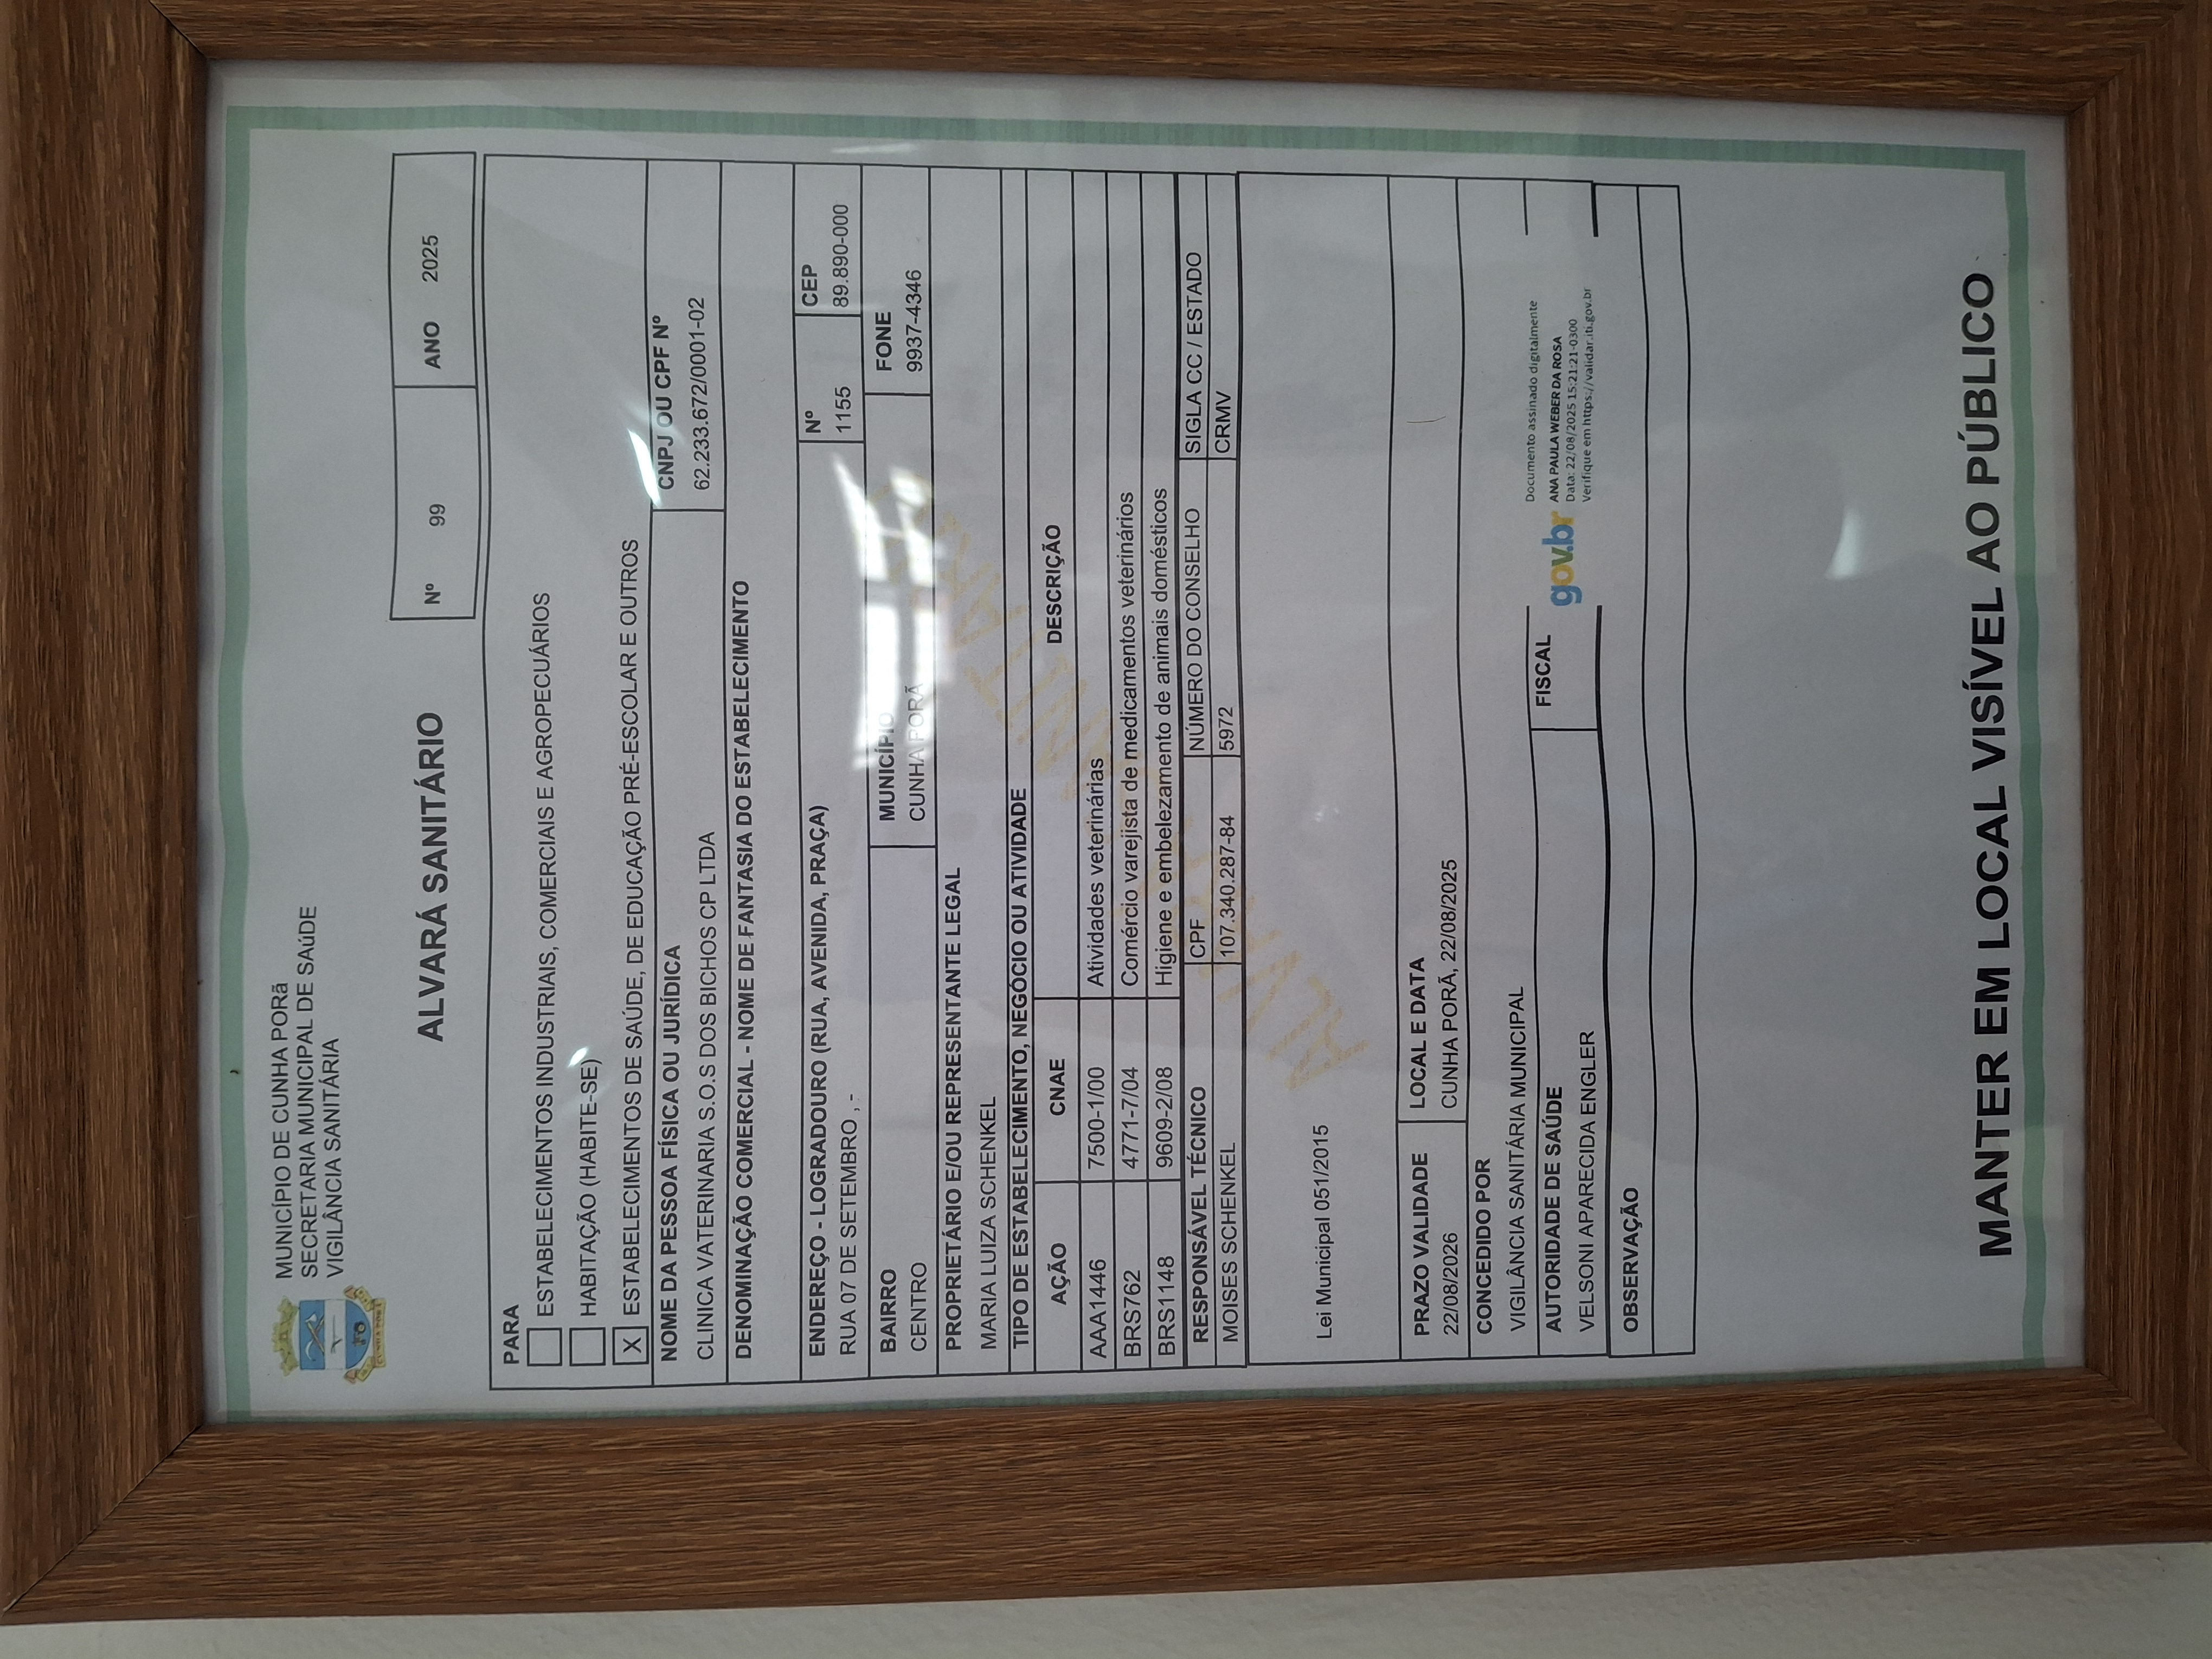 MUNICÍPIO DE CUNHA PORã
SECRETARIA MUNICIPAL DE SAúDE
VIGILÂNCIA SANITÁRIA
ALVARÁ SANITÁRIO
Nº 99 ANO 2025
PARA
ESTABELECIMENTOS INDUSTRIAIS, COMERCIAIS E AGROPECUÁRIOS
HABITAÇÃO (HABITE-SE)
X ESTABELECIMENTOS DE SAÚDE, DE EDUCAÇÃO PRÉ-ESCOLAR E OUTROS
NOME DA PESSOA FÍSICA OU JURÍDICA CNPJ OU CPF Nº
CLINICA VATERINARIA S.O.S DOS BICHOS CP LTDA 62.233.672/0001-02
DENOMINAÇÃO COMERCIAL - NOME DE FANTASIA DO ESTABELECIMENTO
ENDEREÇO - LOGRADOURO (RUA, AVENIDA, PRAÇA) Nº CEP
RUA 07 DE SETEMBRO , - 1155 89.890-000
BAIRRO MUNICÍPIO FONE
CENTRO CUNHA PORÃ 9937-4346
PROPRIETÁRIO E/OU REPRESENTANTE LEGAL
MARIA LUIZA SCHENKEL
TIPO DE ESTABELECIMENTO, NEGÓCIO OU ATIVIDADE
AÇÃO CNAE DESCRIÇÃO
AAA1446 7500-1/00 Atividades veterinárias
BRS762 4771-7/04 Comércio varejista de medicamentos veterinários
BRS1148 9609-2/08 Higiene e embelezamento de animais domésticos
RESPONSÁVEL TÉCNICO CPF NÚMERO DO CONSELHO SIGLA CC / ESTADO
MOISES SCHENKEL 107.340.287-84 5972 CRMV
Lei Municipal 051/2015
PRAZO VALIDADE LOCAL E DATA
22/08/2026 CUNHA PORÃ, 22/08/2025
CONCEDIDO POR
VIGILÂNCIA SANITÁRIA MUNICIPAL
AUTORIDADE DE SAÚDE FISCAL
VELSONI APARECIDA ENGLER
gov.br
Documento assinado digitalmente
ANA PAULA WEBER DA ROSA
Data: 22/08/2025 15:21:21-0300
Verifique em https://validar.iti.gov.br
OBSERVAÇÃO
MANTER EM LOCAL VISÍVEL AO PÚBLICO